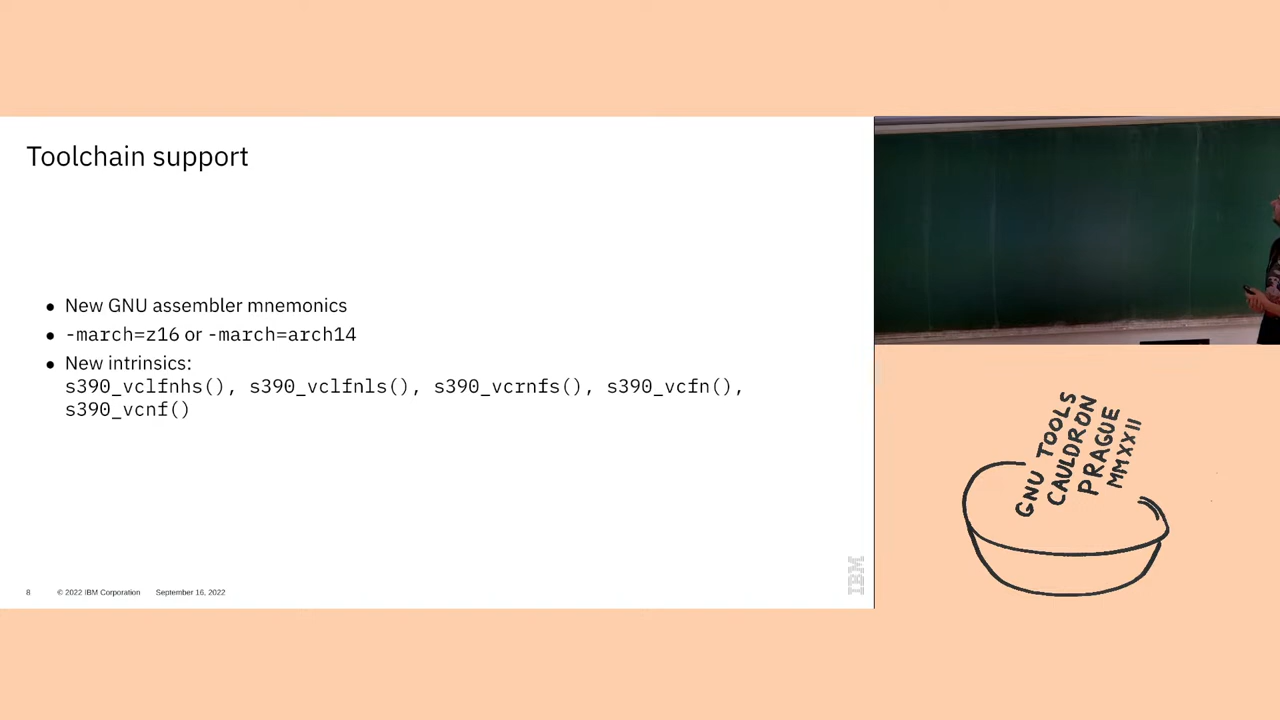 Toolchain support
● New GNU assembler mnemonics
● -march=z16 or -march=arch14
● New intrinsics:
s390_vclfnhs(), s390_vclfnls(), s390_vcrnfs(), s390_vcfn(),
s390_vcnf()
8 © 2022 IBM Corporation September 16, 2022
IBM
GNU TOOLS
CAULDRON
PRAGUE
MMXXII